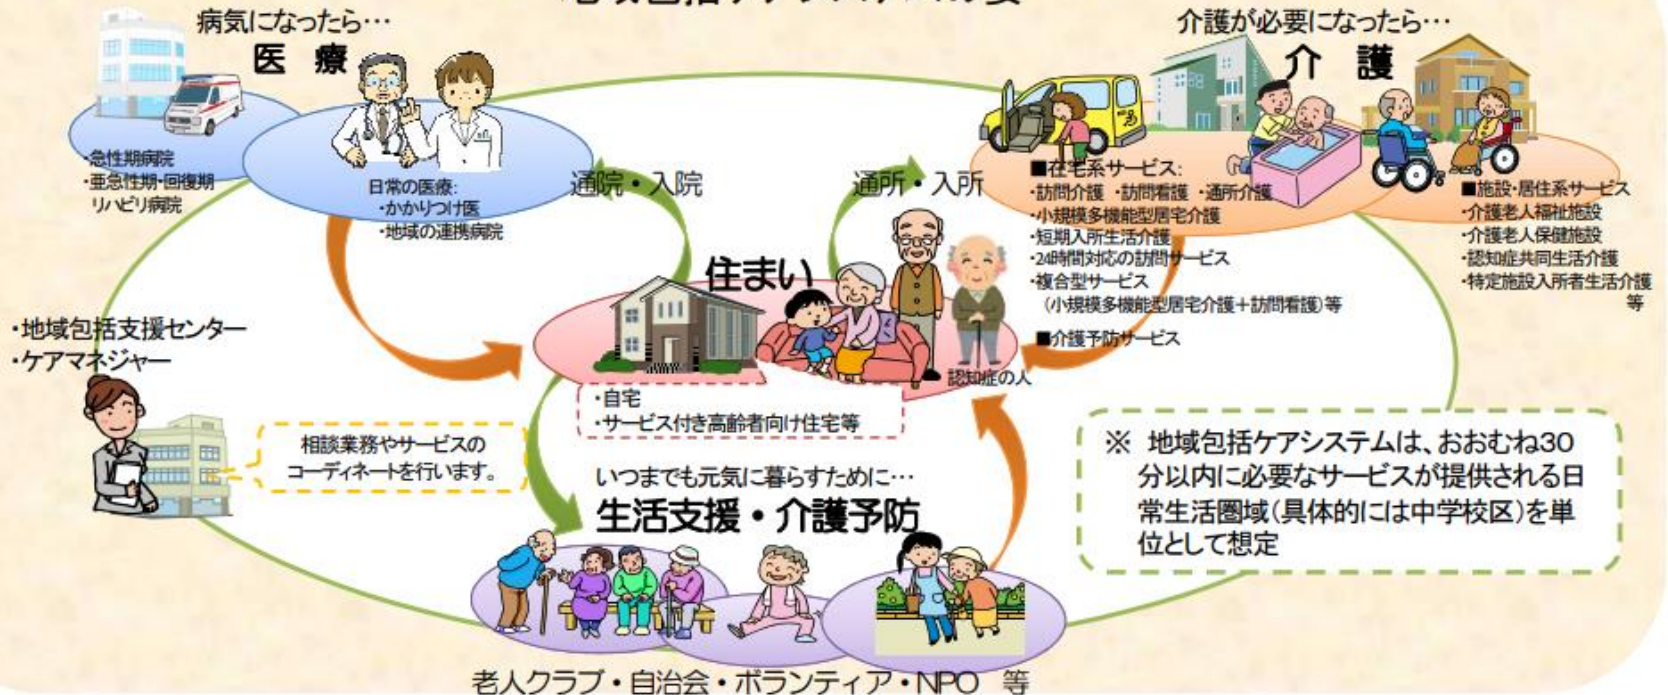 病気になったら…
医 療
・急性期病院
・亜急性期・回復期
リハビリ病院
日常の医療:
・かかりつけ医
・地域の連携病院
通院・入院
通所・入所
介護が必要になったら…
介 護
■在宅系サービス:
・訪問介護 ・訪問看護 ・通所介護
・小規模多機能型居宅介護
・短期入所生活介護
・24時間対応の訪問サービス
・複合型サービス
(小規模多機能型居宅介護+訪問看護)等
■介護予防サービス
■施設・居住系サービス
・介護老人福祉施設
・介護老人保健施設
・認知症共同生活介護
・特定施設入所者生活介護
等
住まい
認知症の人
・自宅
・サービス付き高齢者向け住宅等
・地域包括支援センター
・ケアマネジャー
相談業務やサービスの
コーディネートを行います。
いつまでも元気に暮らすために…
生活支援・介護予防
老人クラブ・自治会・ボランティア・NPO 等
※ 地域包括ケアシステムは、おおむね30
分以内に必要なサービスが提供される日
常生活圏域(具体的には中学校区)を単
位として想定